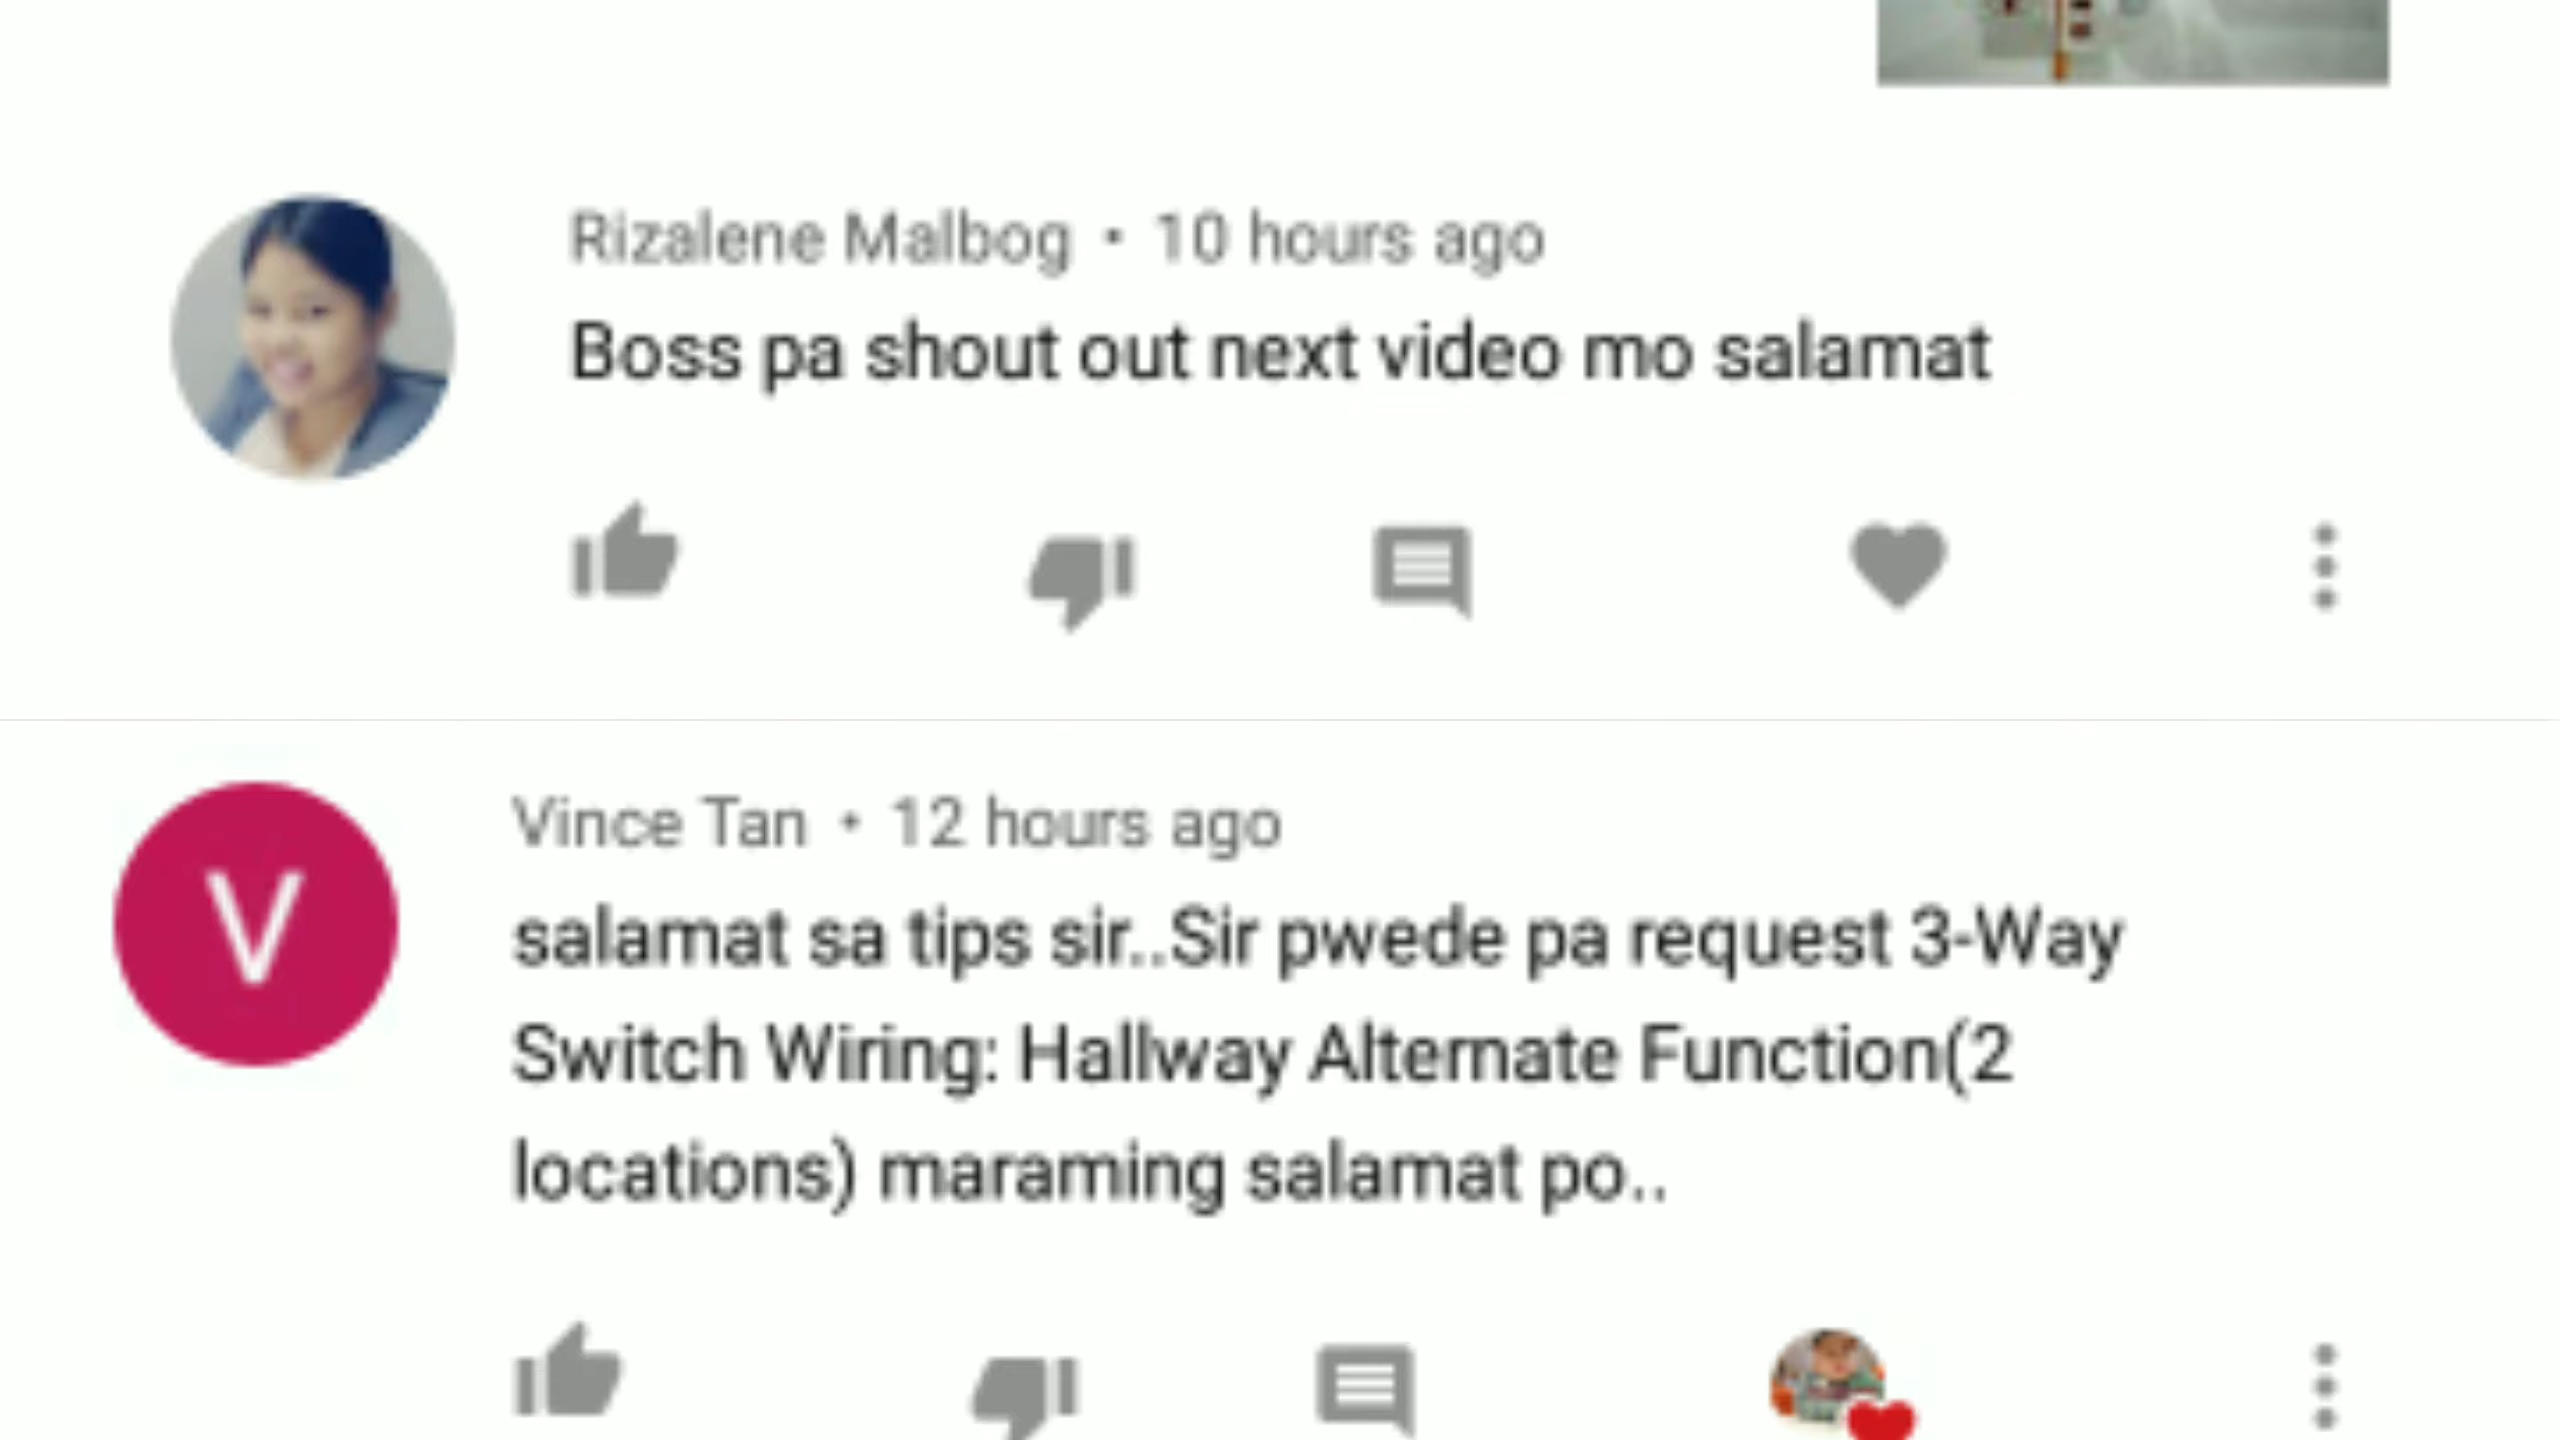 Rizalene Malbog • 10 hours ago
Boss pa shout out next video mo salamat
V
Vince Tan • 12 hours ago
salamat sa tips sir..Sir pwede pa request 3-Way
Switch Wiring: Hallway Alternate Function(2
locations) maraming salamat po..